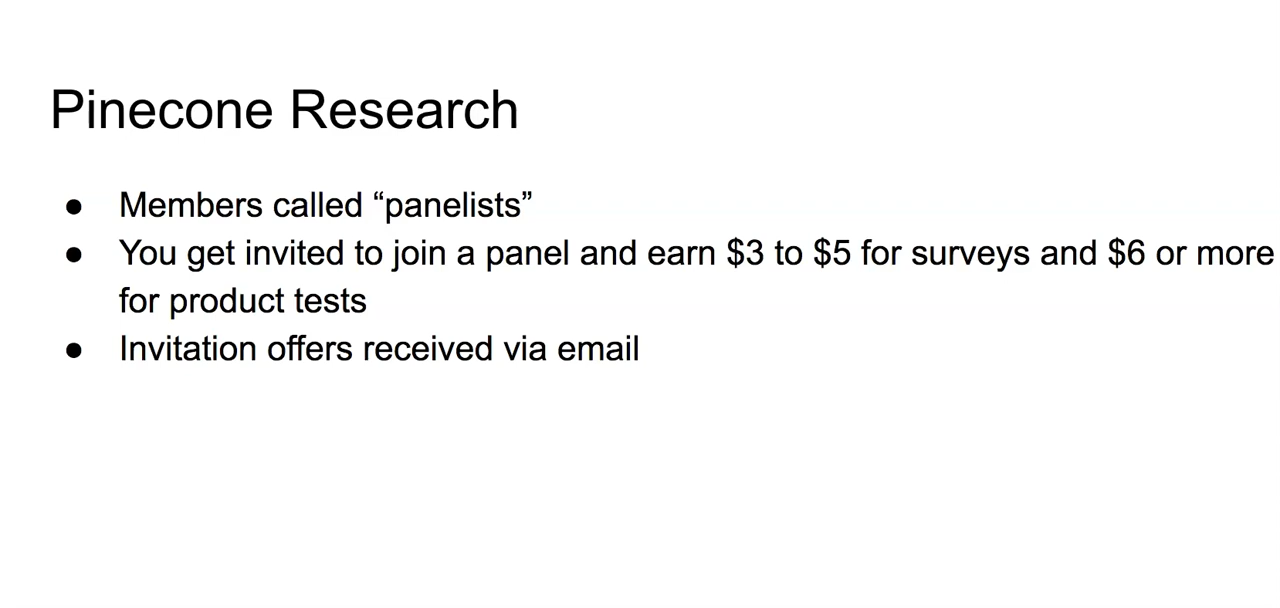 Pinecone Research
● Members called “panelists”
● You get invited to join a panel and earn $3 to $5 for surveys and $6 or more
for product tests
● Invitation offers received via email